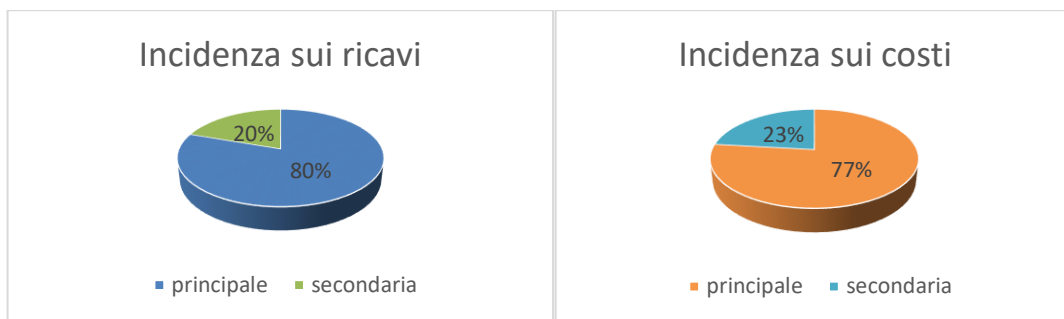 Incidenza sui ricavi
20%
80%
principale secondaria
Incidenza sui costi
23%
77%
principale secondaria